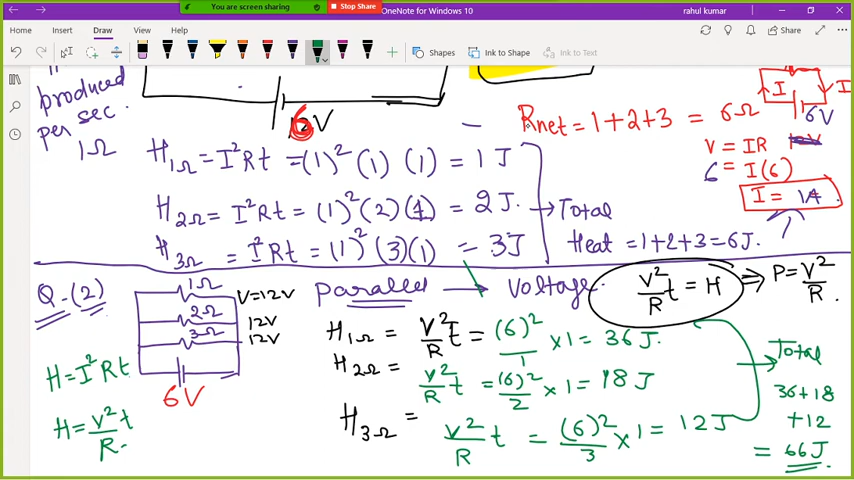 You are screen sharing
Stop Share
OneNote for Windows 10
rahul kumar
Home
Insert
Draw
View
Help
Share
Shapes
Ink to Shape
Ink to Text
produced
per sec.
1Ω
6V
Rnet = 1+2+3 = 6Ω
I
I
6V
V = IR
6 = I(6)
I = 1A
H1Ω = I²Rt = (1)² (1) (1) = 1 J
H2Ω = I²Rt = (1)² (2) (1) = 2 J.
H3Ω = I²Rt = (1)² (3) (1) = 3J
Total
Heat = 1+2+3 = 6J.
Q-(2)
1Ω
2Ω
3Ω
V=12V
12V
12V
6V
Parallel → Voltage.
V²/R t = H ⇒ P = V²/R.
H = I²Rt
H = V²t/R.
H1Ω = V²/R t = (6)²/1 × 1 = 36 J.
H2Ω = V²/R t = (6)²/2 × 1 = 18 J
H3Ω = V²/R t = (6)²/3 × 1 = 12 J
Total
36+18
+12
= 66J